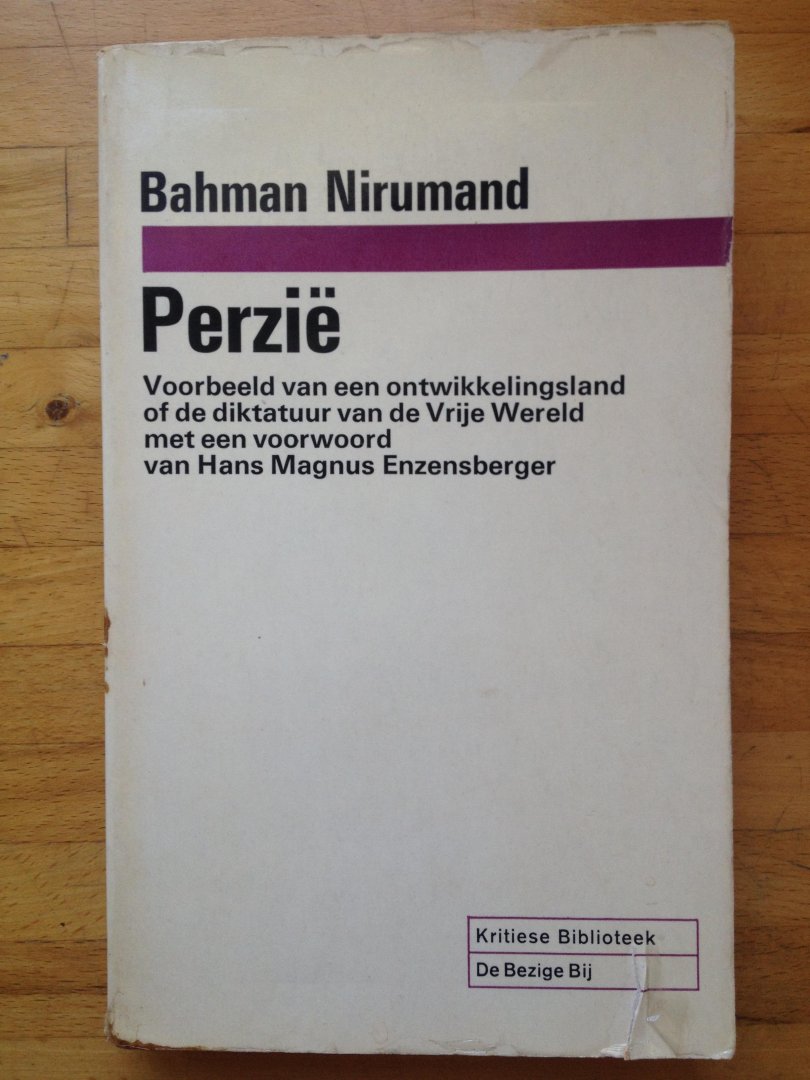 Bahman Nirumand
Perzië
Voorbeeld van een ontwikkelingsland
of de diktatuur van de Vrije Wereld
met een voorwoord
van Hans Magnus Enzensberger
Kritiese Biblioteek
De Bezige Bij